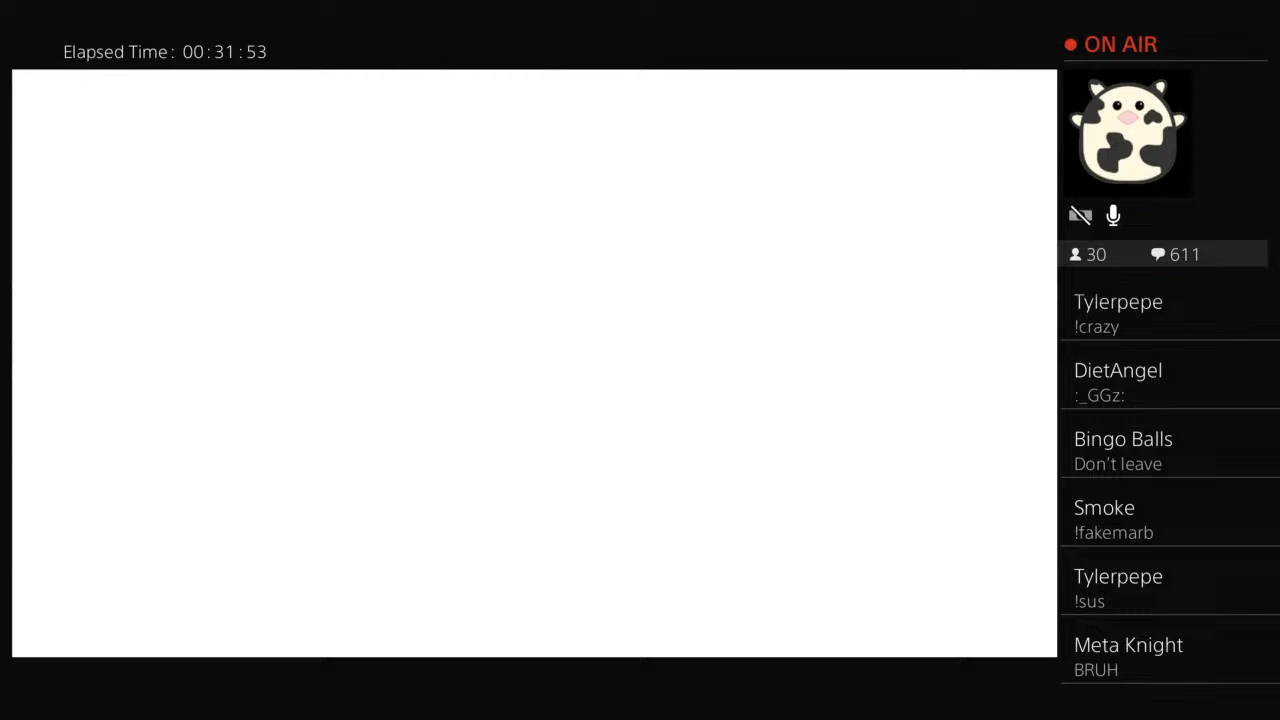 Elapsed Time: 00:31:53
ON AIR
30 611
Tylerpepe
!crazy
DietAngel
:_GGz:
Bingo Balls
Don't leave
Smoke
!fakemarb
Tylerpepe
!sus
Meta Knight
BRUH